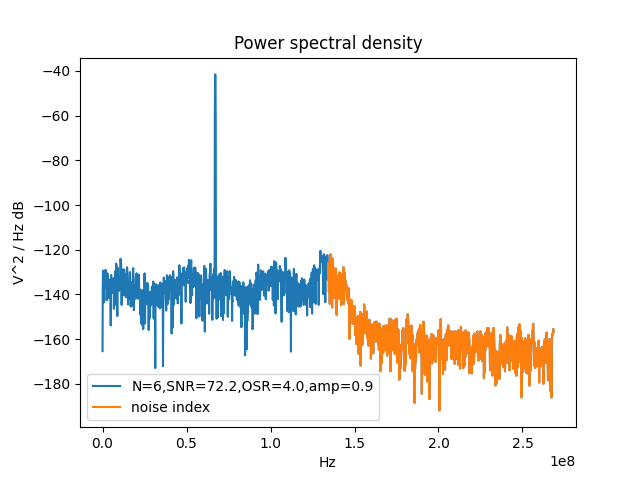 Power spectral density
V^2 / Hz dB
−40
−60
−80
−100
−120
−140
−160
−180
N=6,SNR=72.2,OSR=4.0,amp=0.9
noise index
0.0 0.5 1.0 1.5 2.0 2.5
1e8
Hz